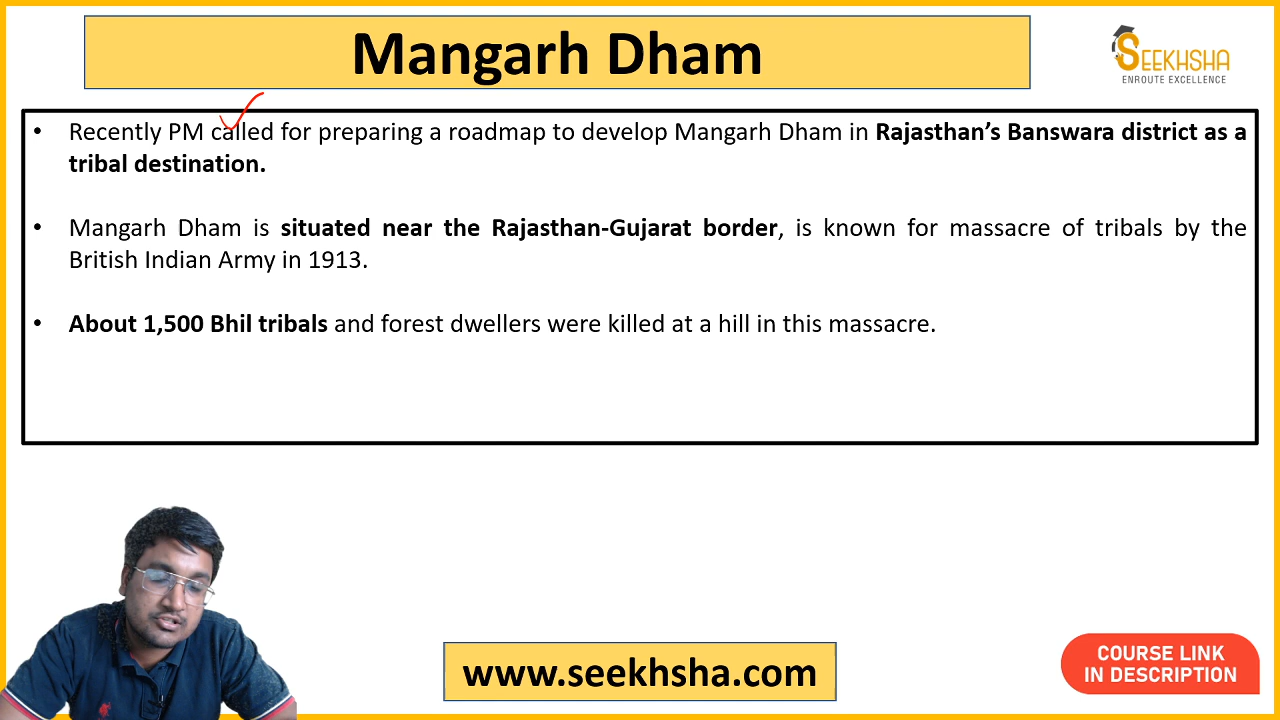 Mangarh Dham
SEEKHSHA
ENROUTE EXCELLENCE
• Recently PM called for preparing a roadmap to develop Mangarh Dham in Rajasthan’s Banswara district as a
tribal destination.
• Mangarh Dham is situated near the Rajasthan-Gujarat border, is known for massacre of tribals by the
British Indian Army in 1913.
• About 1,500 Bhil tribals and forest dwellers were killed at a hill in this massacre.
www.seekhsha.com
COURSE LINK
IN DESCRIPTION